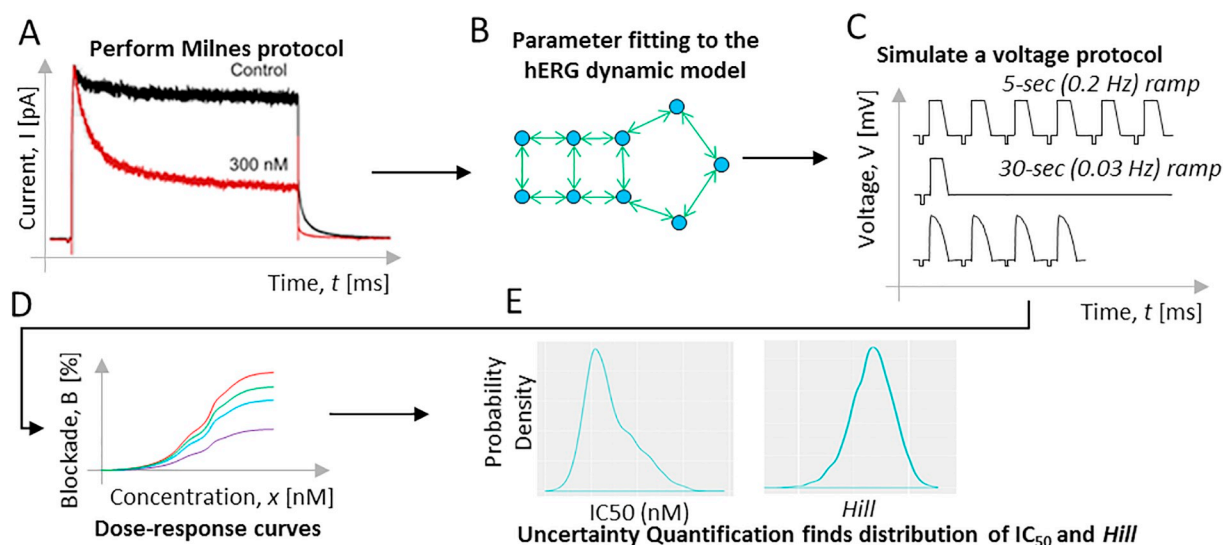 A
Perform Milnes protocol
Control
300 nM
Current, I [pA]
Time, t [ms]
B
Parameter fitting to the
hERG dynamic model
C
Simulate a voltage protocol
5-sec (0.2 Hz) ramp
30-sec (0.03 Hz) ramp
Voltage, V [mV]
Time, t [ms]
D
Blockade, B [%]
Concentration, x [nM]
Dose-response curves
E
Probability
Density
IC50 (nM)
Hill
Uncertainty Quantification finds distribution of IC₅₀ and Hill